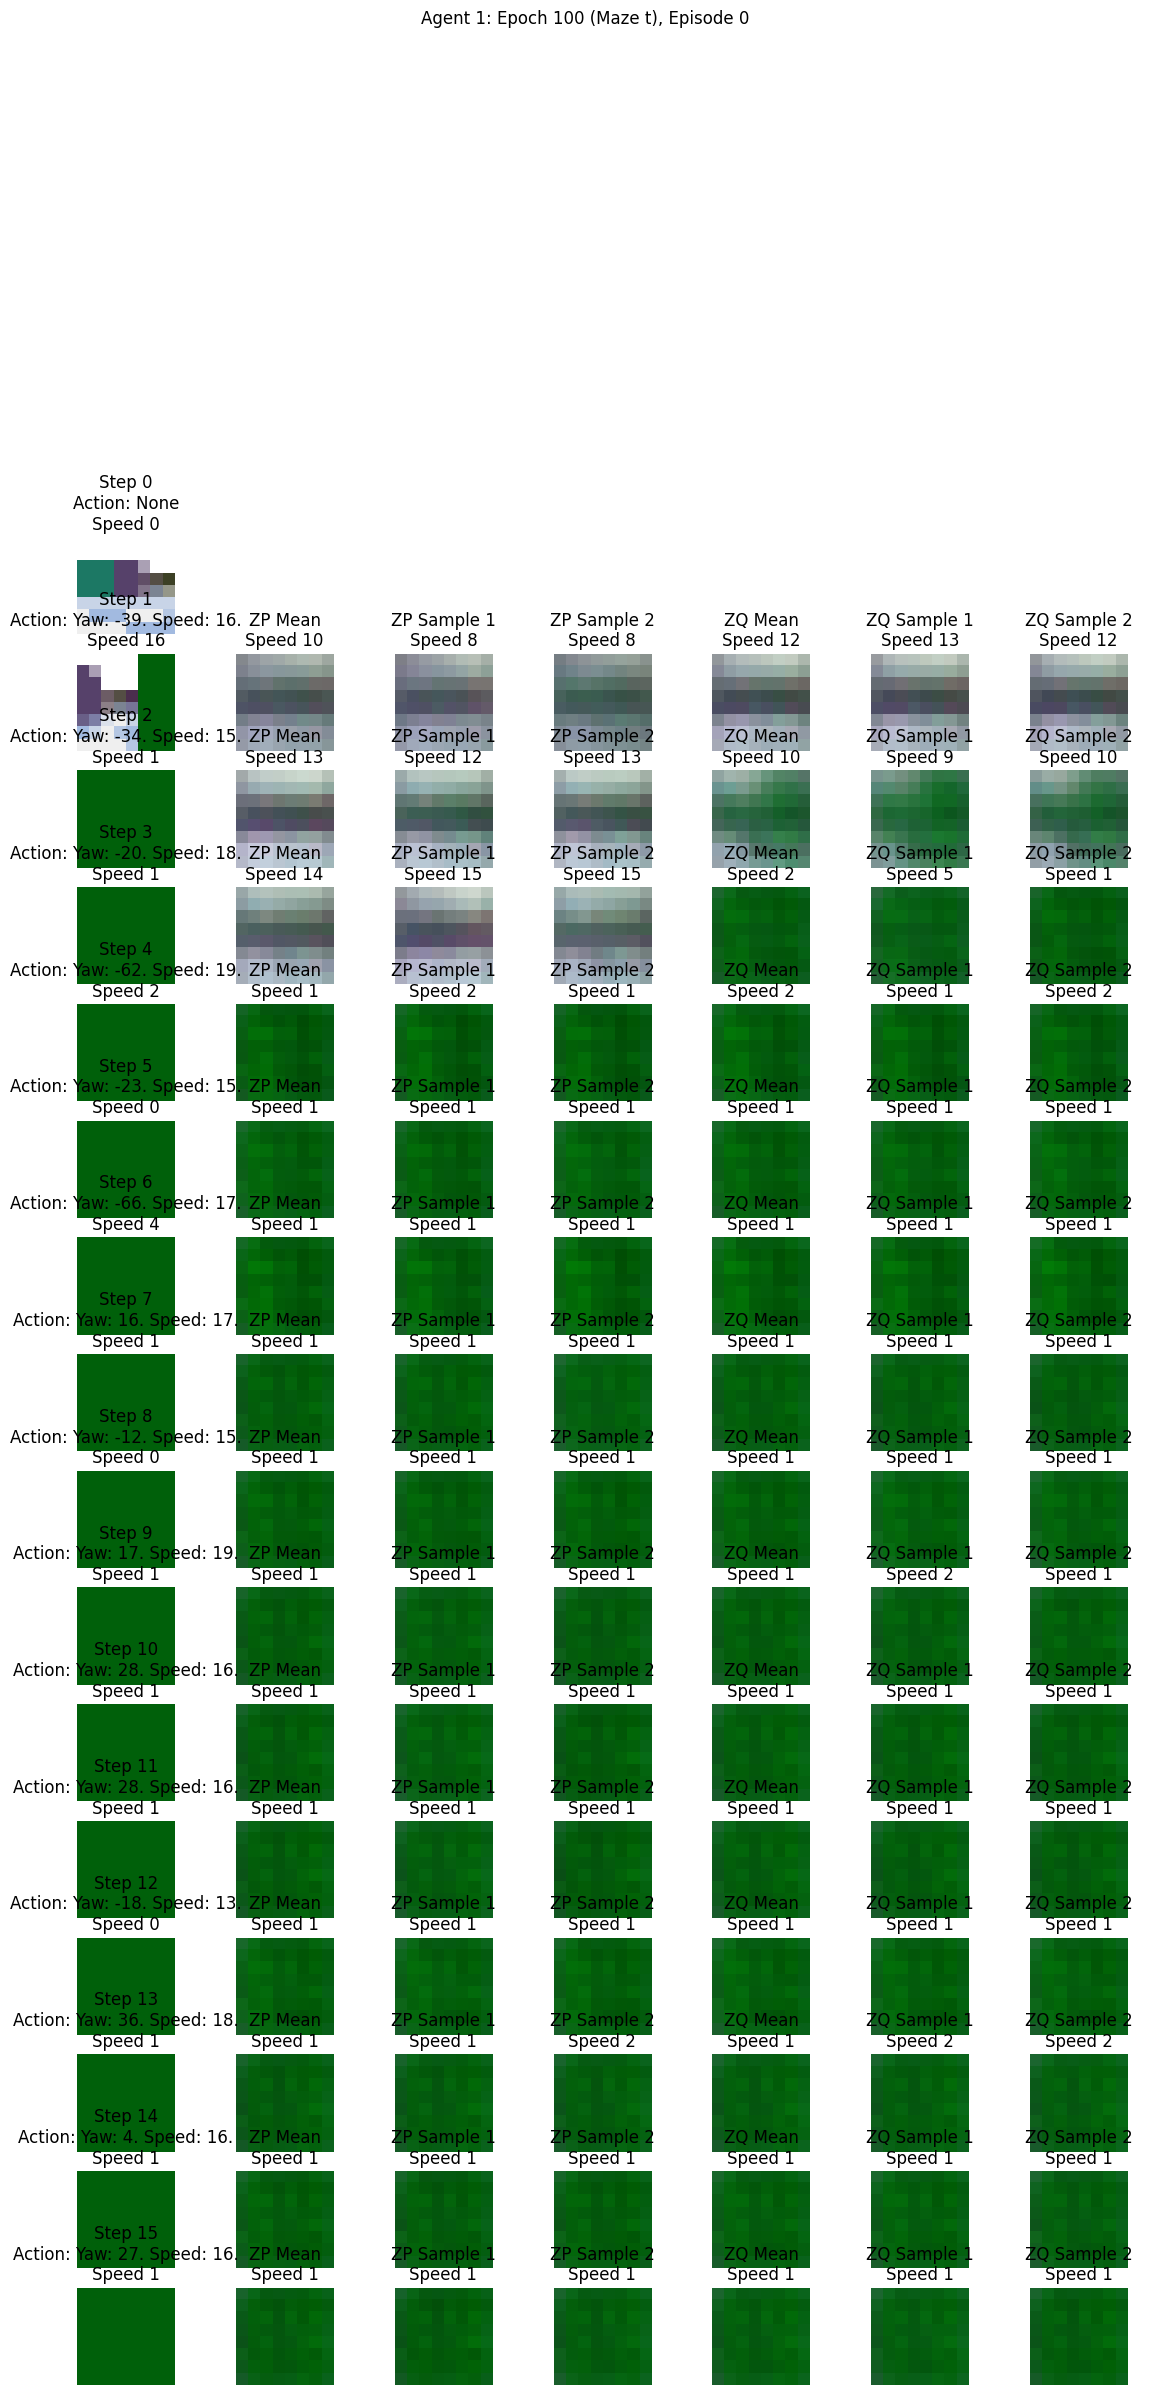 Agent 1: Epoch 100 (Maze t), Episode 0
Step 0
Action: None
Speed 0
Step 1
Action: Yaw: -39. Speed: 16. ZP Mean ZP Sample 1 ZP Sample 2 ZQ Mean ZQ Sample 1 ZQ Sample 2
Speed 16 Speed 10 Speed 8 Speed 8 Speed 12 Speed 13 Speed 12
Step 2
Action: Yaw: -34. Speed: 15. ZP Mean ZP Sample 1 ZP Sample 2 ZQ Mean ZQ Sample 1 ZQ Sample 2
Speed 1 Speed 13 Speed 12 Speed 13 Speed 10 Speed 9 Speed 10
Step 3
Action: Yaw: -20. Speed: 18. ZP Mean ZP Sample 1 ZP Sample 2 ZQ Mean ZQ Sample 1 ZQ Sample 2
Speed 1 Speed 14 Speed 15 Speed 15 Speed 2 Speed 5 Speed 1
Step 4
Action: Yaw: -62. Speed: 19. ZP Mean ZP Sample 1 ZP Sample 2 ZQ Mean ZQ Sample 1 ZQ Sample 2
Speed 2 Speed 1 Speed 2 Speed 1 Speed 2 Speed 1 Speed 2
Step 5
Action: Yaw: -23. Speed: 15. ZP Mean ZP Sample 1 ZP Sample 2 ZQ Mean ZQ Sample 1 ZQ Sample 2
Speed 0 Speed 1 Speed 1 Speed 1 Speed 1 Speed 1 Speed 1
Step 6
Action: Yaw: -66. Speed: 17. ZP Mean ZP Sample 1 ZP Sample 2 ZQ Mean ZQ Sample 1 ZQ Sample 2
Speed 4 Speed 1 Speed 1 Speed 1 Speed 1 Speed 1 Speed 1
Step 7
Action: Yaw: 16. Speed: 17. ZP Mean ZP Sample 1 ZP Sample 2 ZQ Mean ZQ Sample 1 ZQ Sample 2
Speed 1 Speed 1 Speed 1 Speed 1 Speed 1 Speed 1 Speed 1
Step 8
Action: Yaw: -12. Speed: 15. ZP Mean ZP Sample 1 ZP Sample 2 ZQ Mean ZQ Sample 1 ZQ Sample 2
Speed 0 Speed 1 Speed 1 Speed 1 Speed 1 Speed 1 Speed 1
Step 9
Action: Yaw: 17. Speed: 19. ZP Mean ZP Sample 1 ZP Sample 2 ZQ Mean ZQ Sample 1 ZQ Sample 2
Speed 1 Speed 1 Speed 1 Speed 1 Speed 1 Speed 2 Speed 1
Step 10
Action: Yaw: 28. Speed: 16. ZP Mean ZP Sample 1 ZP Sample 2 ZQ Mean ZQ Sample 1 ZQ Sample 2
Speed 1 Speed 1 Speed 1 Speed 1 Speed 1 Speed 1 Speed 1
Step 11
Action: Yaw: 28. Speed: 16. ZP Mean ZP Sample 1 ZP Sample 2 ZQ Mean ZQ Sample 1 ZQ Sample 2
Speed 1 Speed 1 Speed 1 Speed 1 Speed 1 Speed 1 Speed 1
Step 12
Action: Yaw: -18. Speed: 13. ZP Mean ZP Sample 1 ZP Sample 2 ZQ Mean ZQ Sample 1 ZQ Sample 2
Speed 0 Speed 1 Speed 1 Speed 1 Speed 1 Speed 1 Speed 1
Step 13
Action: Yaw: 36. Speed: 18. ZP Mean ZP Sample 1 ZP Sample 2 ZQ Mean ZQ Sample 1 ZQ Sample 2
Speed 1 Speed 1 Speed 1 Speed 2 Speed 1 Speed 2 Speed 2
Step 14
Action: Yaw: 4. Speed: 16. ZP Mean ZP Sample 1 ZP Sample 2 ZQ Mean ZQ Sample 1 ZQ Sample 2
Speed 1 Speed 1 Speed 1 Speed 1 Speed 1 Speed 1 Speed 1
Step 15
Action: Yaw: 27. Speed: 16. ZP Mean ZP Sample 1 ZP Sample 2 ZQ Mean ZQ Sample 1 ZQ Sample 2
Speed 1 Speed 1 Speed 1 Speed 1 Speed 1 Speed 1 Speed 1